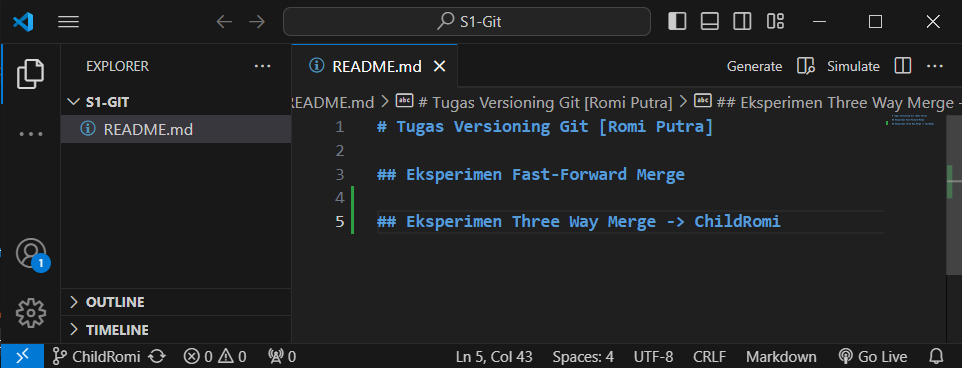 S1-Git
EXPLORER
README.md
Generate
Simulate
S1-GIT
README.md
README.md > # Tugas Versioning Git [Romi Putra] > ## Eksperimen Three Way Merge -
1 # Tugas Versioning Git [Romi Putra]
2
3 ## Eksperimen Fast-Forward Merge
4
5 ## Eksperimen Three Way Merge -> ChildRomi
1
OUTLINE
TIMELINE
ChildRomi 0 0 0 Ln 5, Col 43 Spaces: 4 UTF-8 CRLF Markdown Go Live